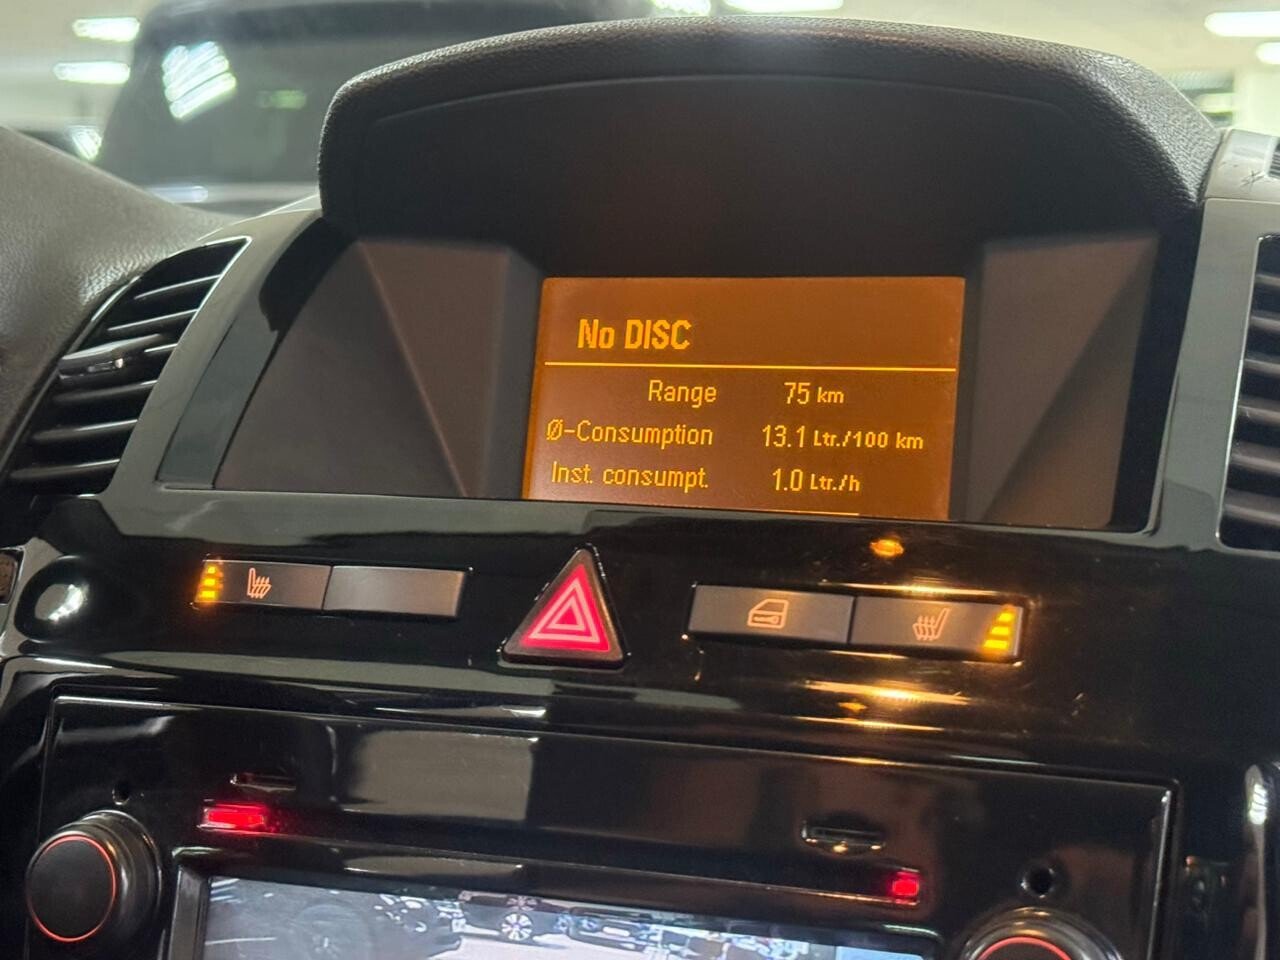 No DISC
Range 75 km
Ø-Consumption 13.1 Ltr./100 km
Inst. consumpt. 1.0 Ltr./h